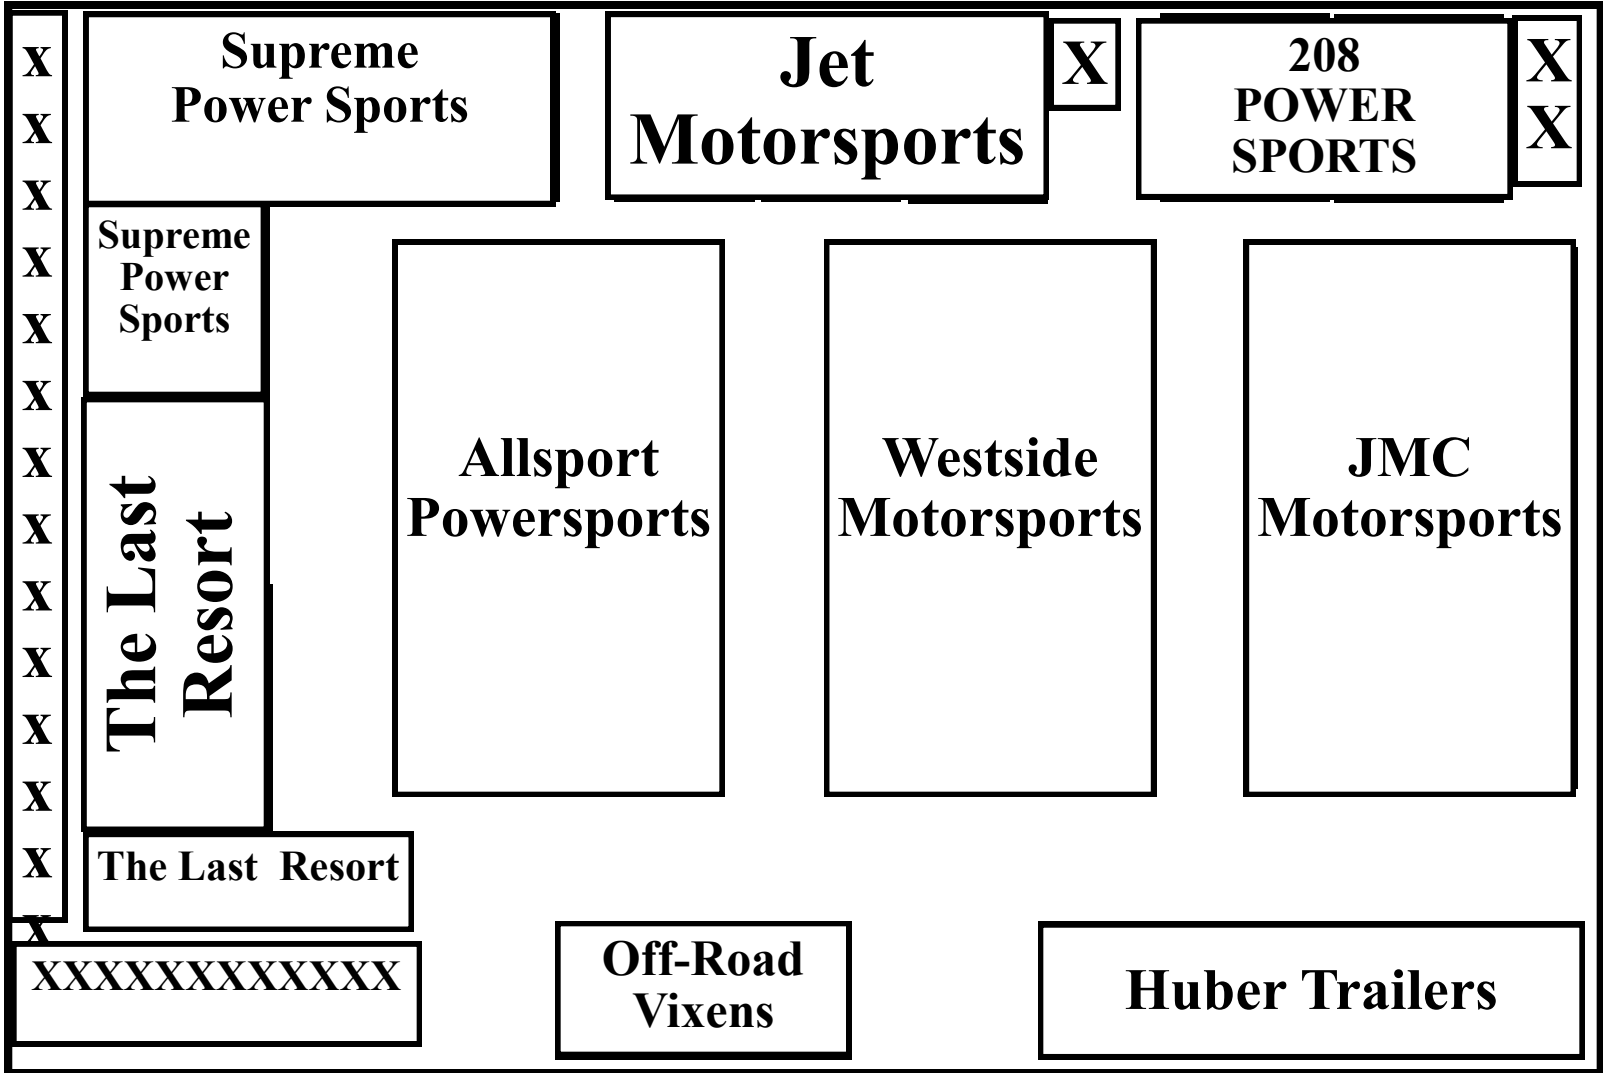 x
x
x
x
x
x
x
x
x
x
x
x
x
x
Supreme
Power Sports
Jet
Motorsports
X
208
POWER
SPORTS
X
X
Supreme
Power
Sports
The Last
Resort
Allsport
Powersports
Westside
Motorsports
JMC
Motorsports
The Last  Resort
XXXXXXXXXXXX
Off-Road
Vixens
Huber Trailers